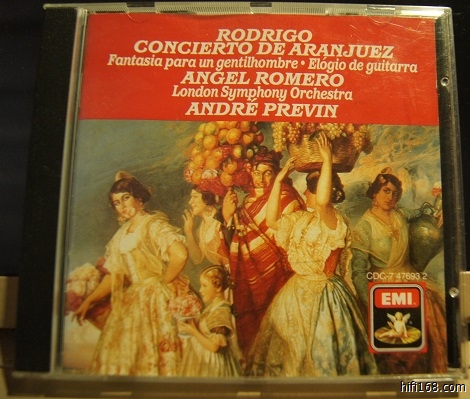 RODRIGO
CONCIERTO DE ARANJUEZ
Fantasia para un gentilhombre • Elógio de guitarra
ANGEL ROMERO
London Symphony Orchestra
ANDRÉ PREVIN
CDC-7 47693 2
EMI
hifi168.com